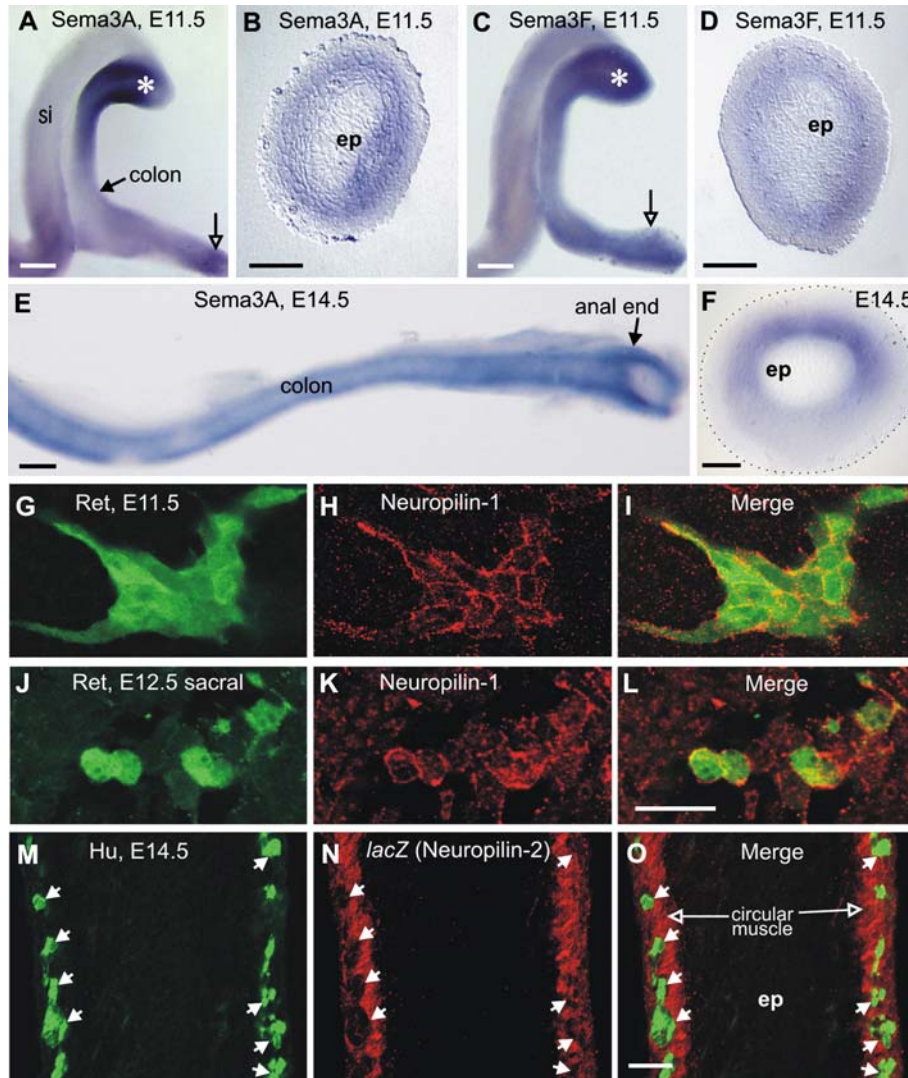 A Sema3A, E11.5
B Sema3A, E11.5
C Sema3F, E11.5
D Sema3F, E11.5
*
si
ep
colon
*
ep
E Sema3A, E14.5
anal end
colon
F E14.5
ep
G Ret, E11.5
H Neuropilin-1
I Merge
J Ret, E12.5 sacral
K Neuropilin-1
L Merge
M Hu, E14.5
N lacZ (Neuropilin-2)
O Merge
circular
muscle
ep